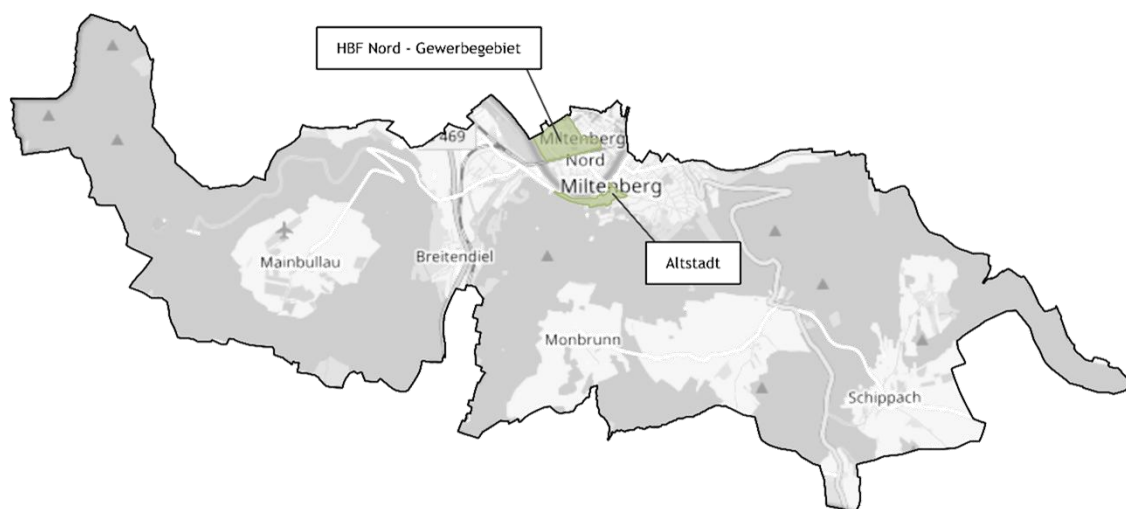 HBF Nord - Gewerbegebiet
469
Miltenberg
Nord
Miltenberg
Altstadt
Mainbullau
Breitendiel
Monbrunn
Schippach